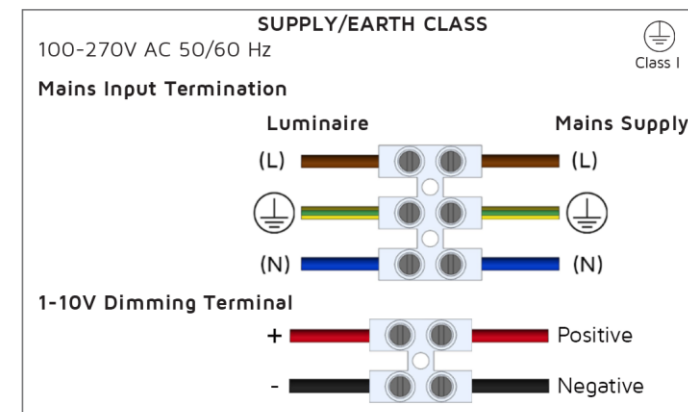 SUPPLY/EARTH CLASS
100-270V AC 50/60 Hz
Class I
Mains Input Termination
Luminaire Mains Supply
(L) (L)
(N) (N)
1-10V Dimming Terminal
+ Positive
- Negative